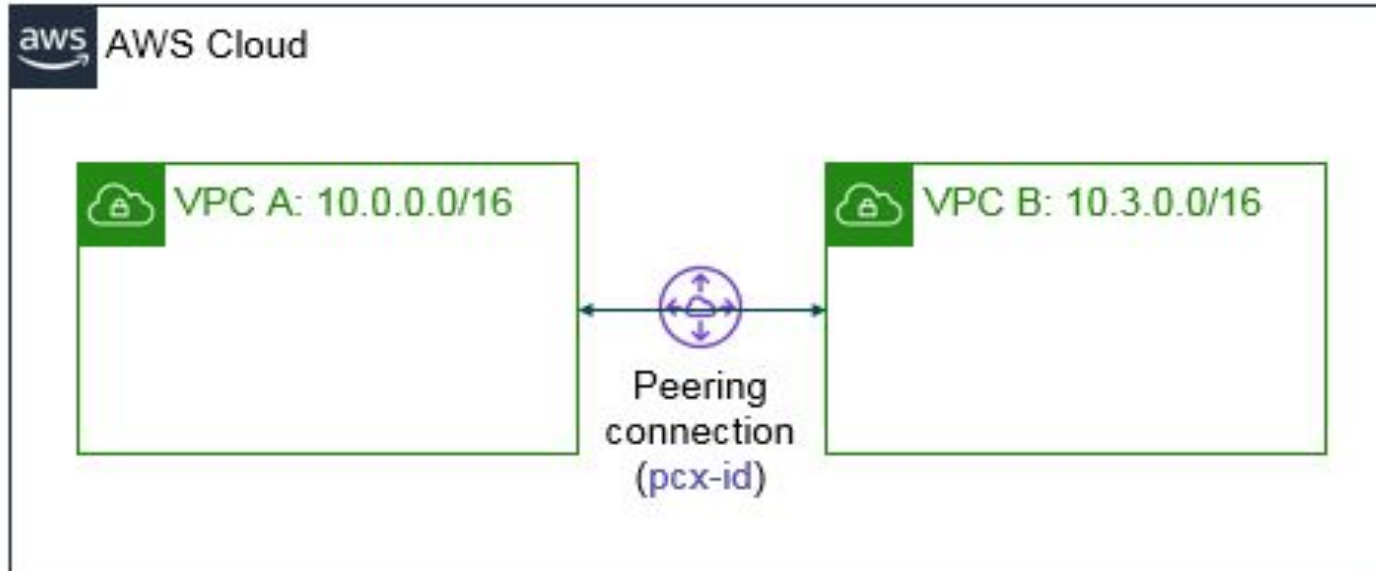 aws
AWS Cloud
VPC A: 10.0.0.0/16
VPC B: 10.3.0.0/16
Peering
connection
(pcx-id)